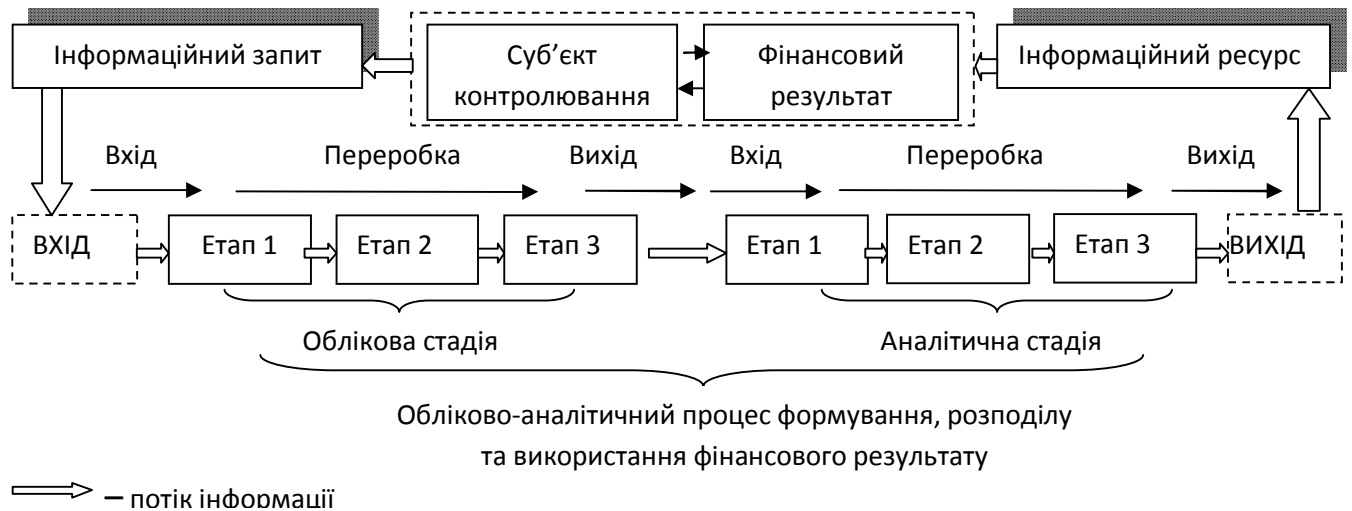 Інформаційний запит
Суб’єкт
контролювання
Фінансовий
результат
Інформаційний ресурс
Вхід
Переробка
Вихід
Вхід
Переробка
Вихід
ВХІД
Етап 1
Етап 2
Етап 3
Етап 1
Етап 2
Етап 3
ВИХІД
Облікова стадія
Аналітична стадія
Обліково-аналітичний процес формування, розподілу
та використання фінансового результату
– потік інформації